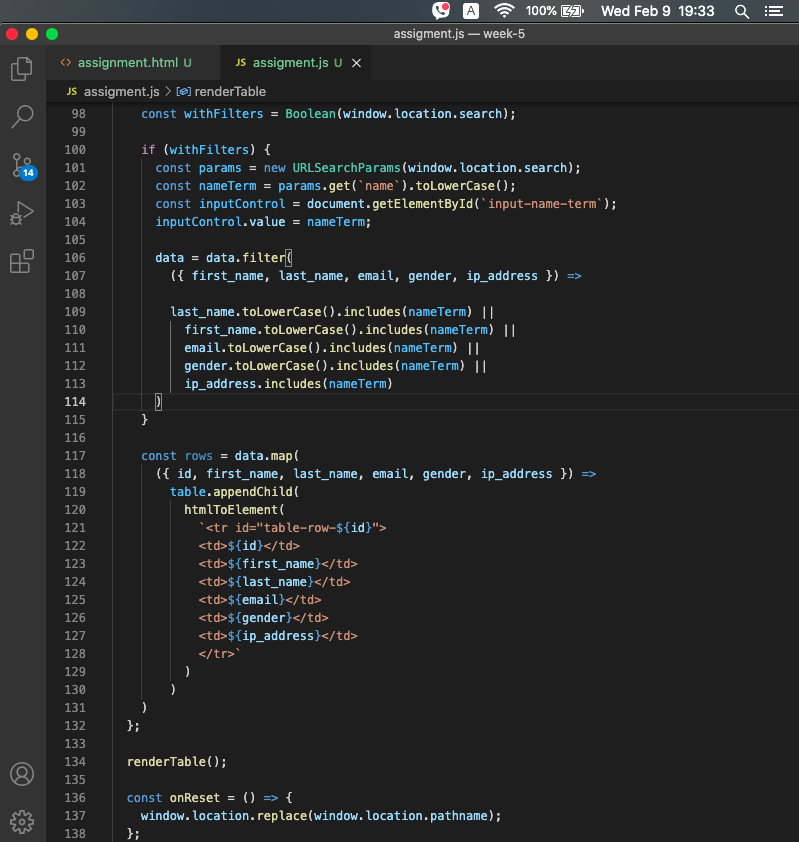 A 100% Wed Feb 9 19:33
assigment.js — week-5
<> assignment.html U JS assigment.js U ×
JS assigment.js > renderTable
14
98 const withFilters = Boolean(window.location.search);
99
100 if (withFilters) {
101 const params = new URLSearchParams(window.location.search);
102 const nameTerm = params.get(`name`).toLowerCase();
103 const inputControl = document.getElementById(`input-name-term`);
104 inputControl.value = nameTerm;
105
106 data = data.filter(
107 ({ first_name, last_name, email, gender, ip_address }) =>
108
109 last_name.toLowerCase().includes(nameTerm) ||
110 first_name.toLowerCase().includes(nameTerm) ||
111 email.toLowerCase().includes(nameTerm) ||
112 gender.toLowerCase().includes(nameTerm) ||
113 ip_address.includes(nameTerm)
114 )
115 }
116
117 const rows = data.map(
118 ({ id, first_name, last_name, email, gender, ip_address }) =>
119 table.appendChild(
120 htmlToElement(
121 `<tr id="table-row-${id}">
122 <td>${id}</td>
123 <td>${first_name}</td>
124 <td>${last_name}</td>
125 <td>${email}</td>
126 <td>${gender}</td>
127 <td>${ip_address}</td>
128 </tr>`
129 )
130 )
131 )
132 };
133
134 renderTable();
135
136 const onReset = () => {
137 window.location.replace(window.location.pathname);
138 };